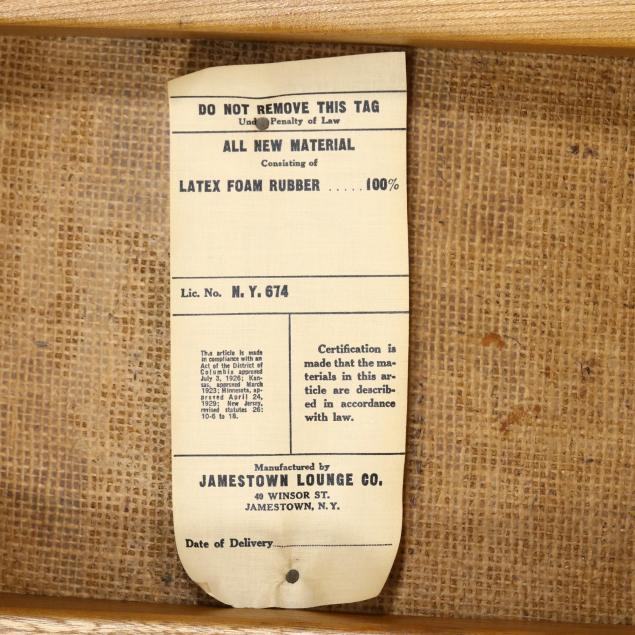 DO NOT REMOVE THIS TAG
Under Penalty of Law
ALL NEW MATERIAL
Consisting of
LATEX FOAM RUBBER ..... 100%
Lic. No. N. Y. 674
This article is made
in compliance with an
Act of the District of
Columbia approved
July 3, 1926; Kan-
sas, approved March
1923; Minnesota, ap-
proved April 24,
1929; New Jersey,
revised statutes 26:
10-6 to 18.
Certification is
made that the ma-
terials in this ar-
ticle are describ-
ed in accordance
with law.
Manufactured by
JAMESTOWN LOUNGE CO.
40 WINSOR ST.
JAMESTOWN, N.Y.
Date of Delivery